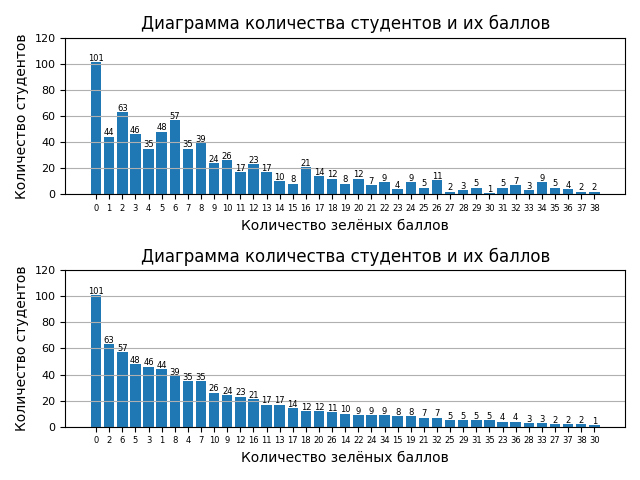 Диаграмма количества студентов и их баллов
Количество студентов
120
100
80
60
40
20
0
101 44 63 46 35 48 57 35 39 24 26 17 23 17 10 8 21 14 12 8 12 7 9 4 9 5 11 2 3 5 1 5 7 3 9 5 4 2 2
0 1 2 3 4 5 6 7 8 9 10 11 12 13 14 15 16 17 18 19 20 21 22 23 24 25 26 27 28 29 30 31 32 33 34 35 36 37 38
Количество зелёных баллов
Диаграмма количества студентов и их баллов
Количество студентов
120
100
80
60
40
20
0
101 63 57 48 46 44 39 35 35 26 24 23 21 17 17 14 12 12 11 10 9 9 9 8 8 7 7 5 5 5 5 4 4 3 3 2 2 2 1
0 2 6 5 3 1 8 4 7 10 9 12 16 11 13 17 18 20 26 14 22 24 34 15 19 21 32 25 29 31 35 23 36 28 33 27 37 38 30
Количество зелёных баллов